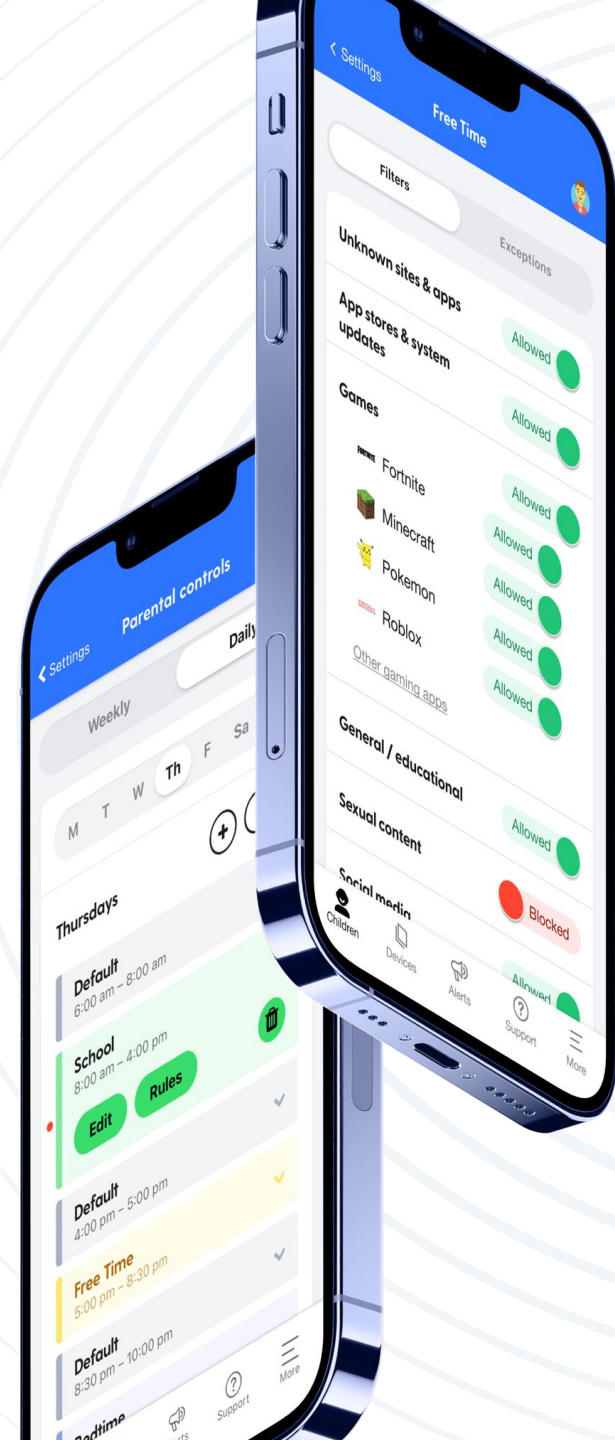 Settings
Free Time
Filters
Exceptions
Unknown sites & apps
Allowed
App stores & system
updates
Allowed
Games
Allowed
FORTNITE
Fortnite
Allowed
Minecraft
Allowed
Pokemon
Allowed
Roblox
Allowed
Other gaming apps
General / educational
Allowed
Sexual content
Blocked
Social media
Allowed
Children
Devices
Alerts
Support
More
Settings
Parental controls
Weekly
Daily
M T W Th F Sa
Thursdays
Default
6:00 am – 8:00 am
School
8:00 am – 4:00 pm
Edit
Rules
Default
4:00 pm – 5:00 pm
Free Time
5:00 pm – 8:30 pm
Default
8:30 pm – 10:00 pm
Bedtime
Support
More